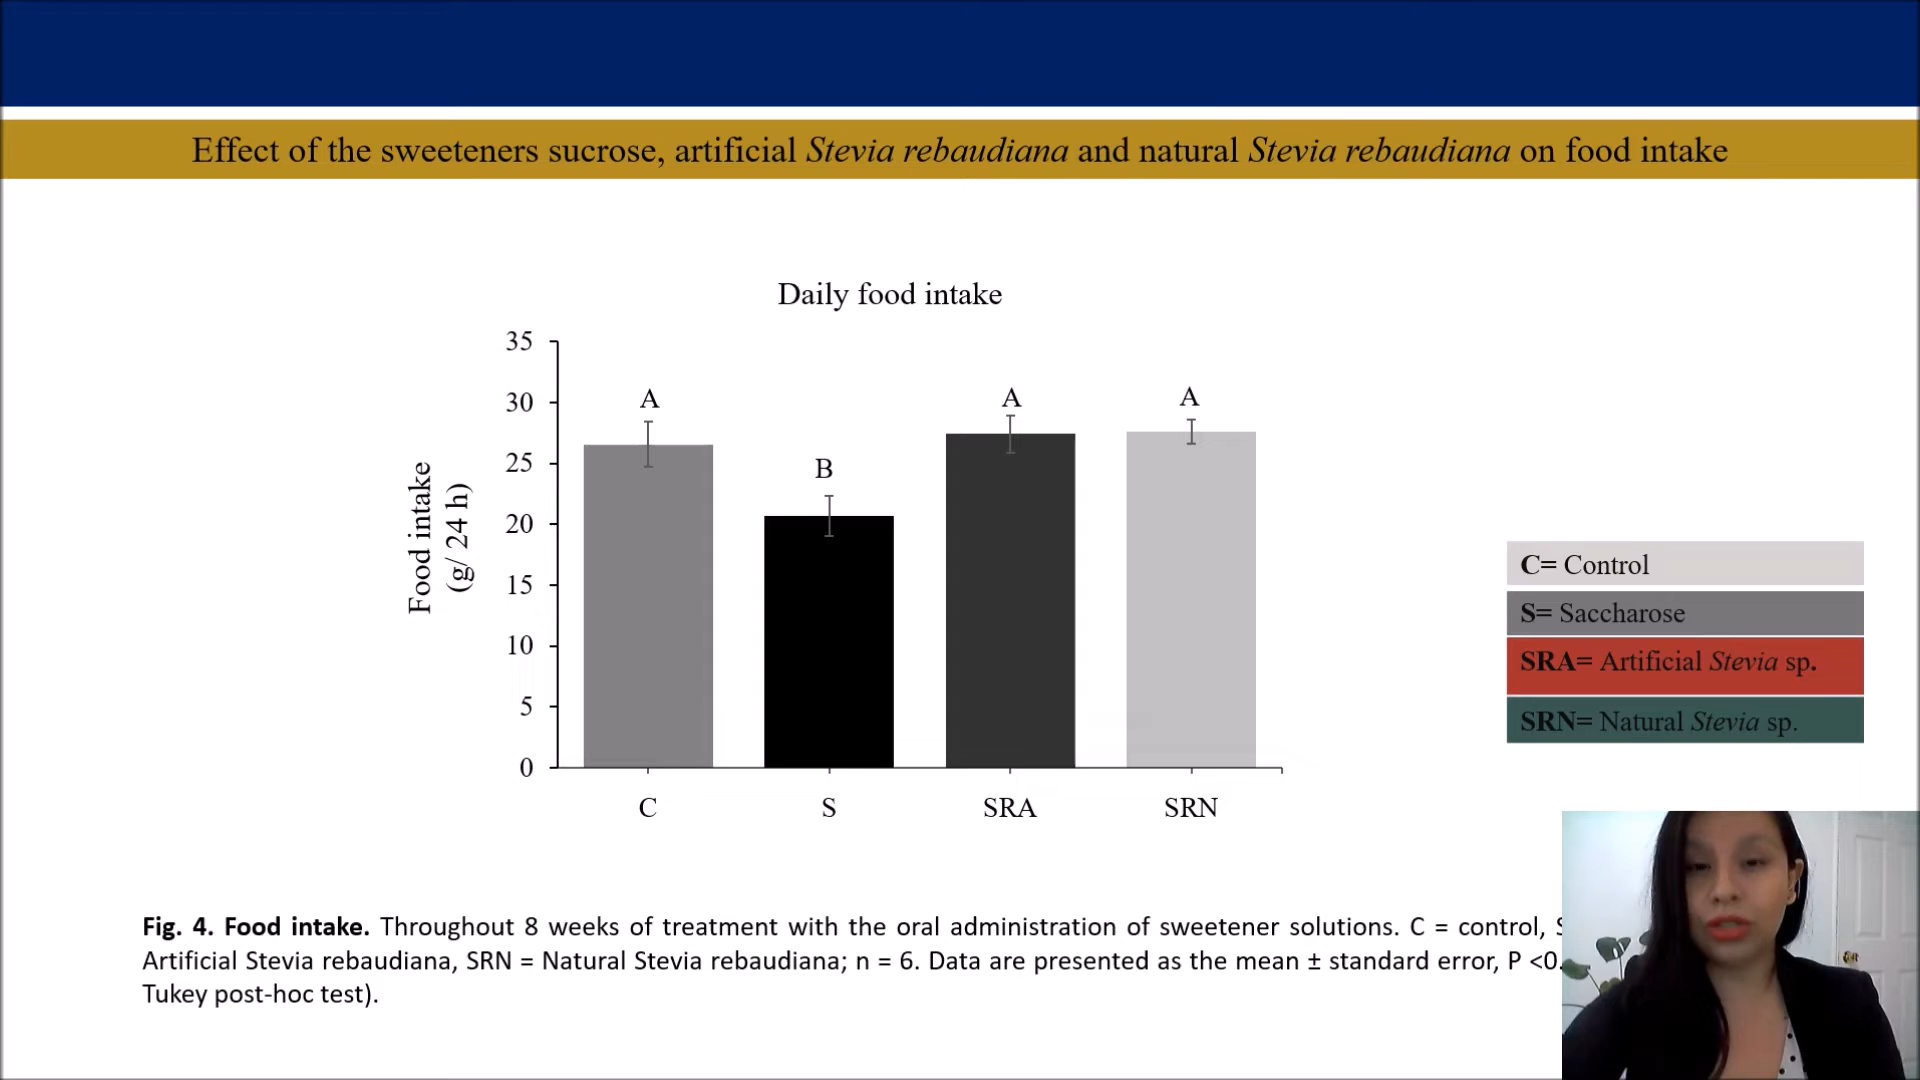 Effect of the sweeteners sucrose, artificial Stevia rebaudiana and natural Stevia rebaudiana on food intake
Daily food intake
35
30
25
20
15
10
5
0
Food intake
(g/ 24 h)
A
B
A
A
C
S
SRA
SRN
C= Control
S= Saccharose
SRA= Artificial Stevia sp.
SRN= Natural Stevia sp.
Fig. 4. Food intake. Throughout 8 weeks of treatment with the oral administration of sweetener solutions. C = control,
Artificial Stevia rebaudiana, SRN = Natural Stevia rebaudiana; n = 6. Data are presented as the mean ± standard error, P <0.
Tukey post-hoc test).